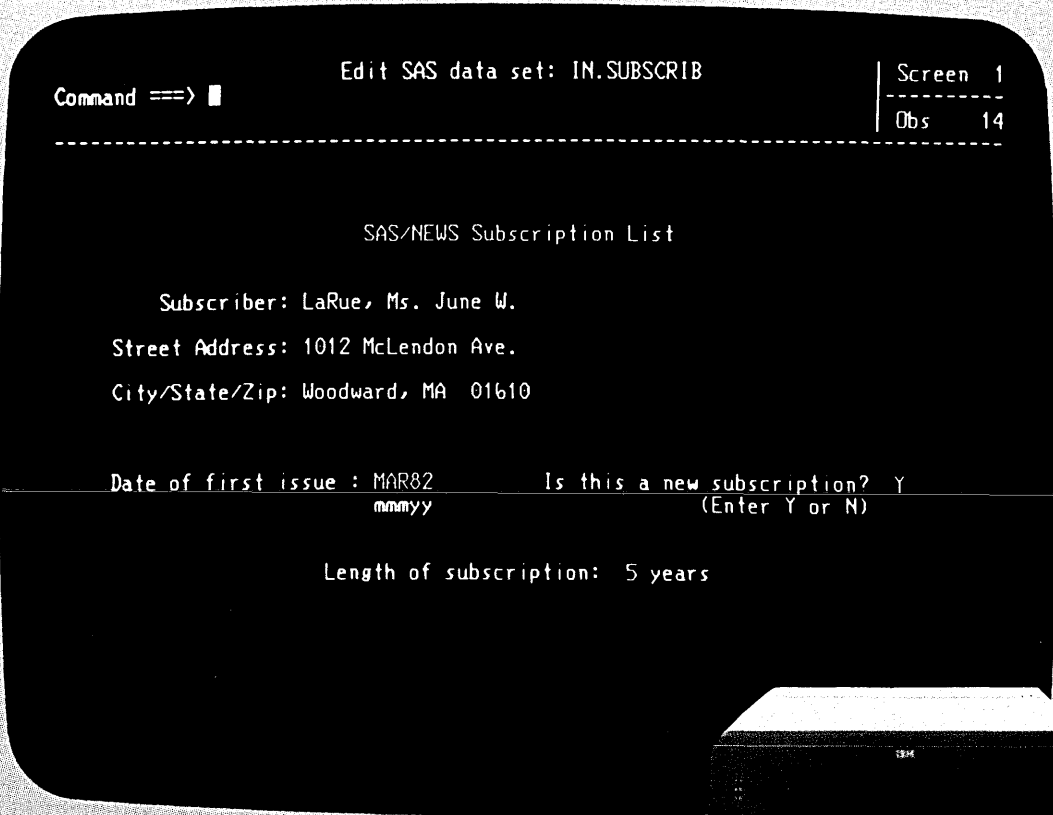 Edit SAS data set: IN.SUBSCRIB
Screen 1
Command ===>
Obs 14
SAS/NEWS Subscription List
Subscriber: LaRue, Ms. June W.
Street Address: 1012 McLendon Ave.
City/State/Zip: Woodward, MA 01610
Date of first issue : MAR82 Is this a new subscription? Y
mmmyy (Enter Y or N)
Length of subscription: 5 years
IBM